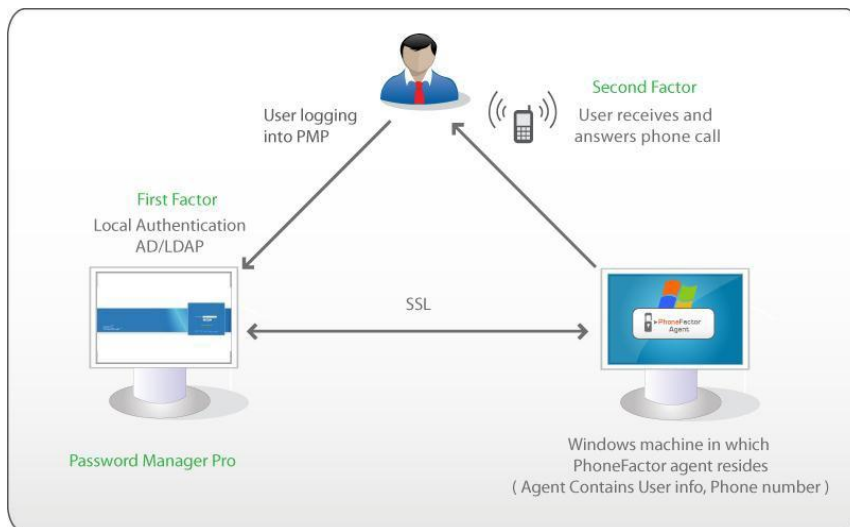 User logging
into PMP
Second Factor
User receives and
answers phone call
First Factor
Local Authentication
AD/LDAP
SSL
PhoneFactor
Agent
Password Manager Pro
Windows machine in which
PhoneFactor agent resides
( Agent Contains User info, Phone number )